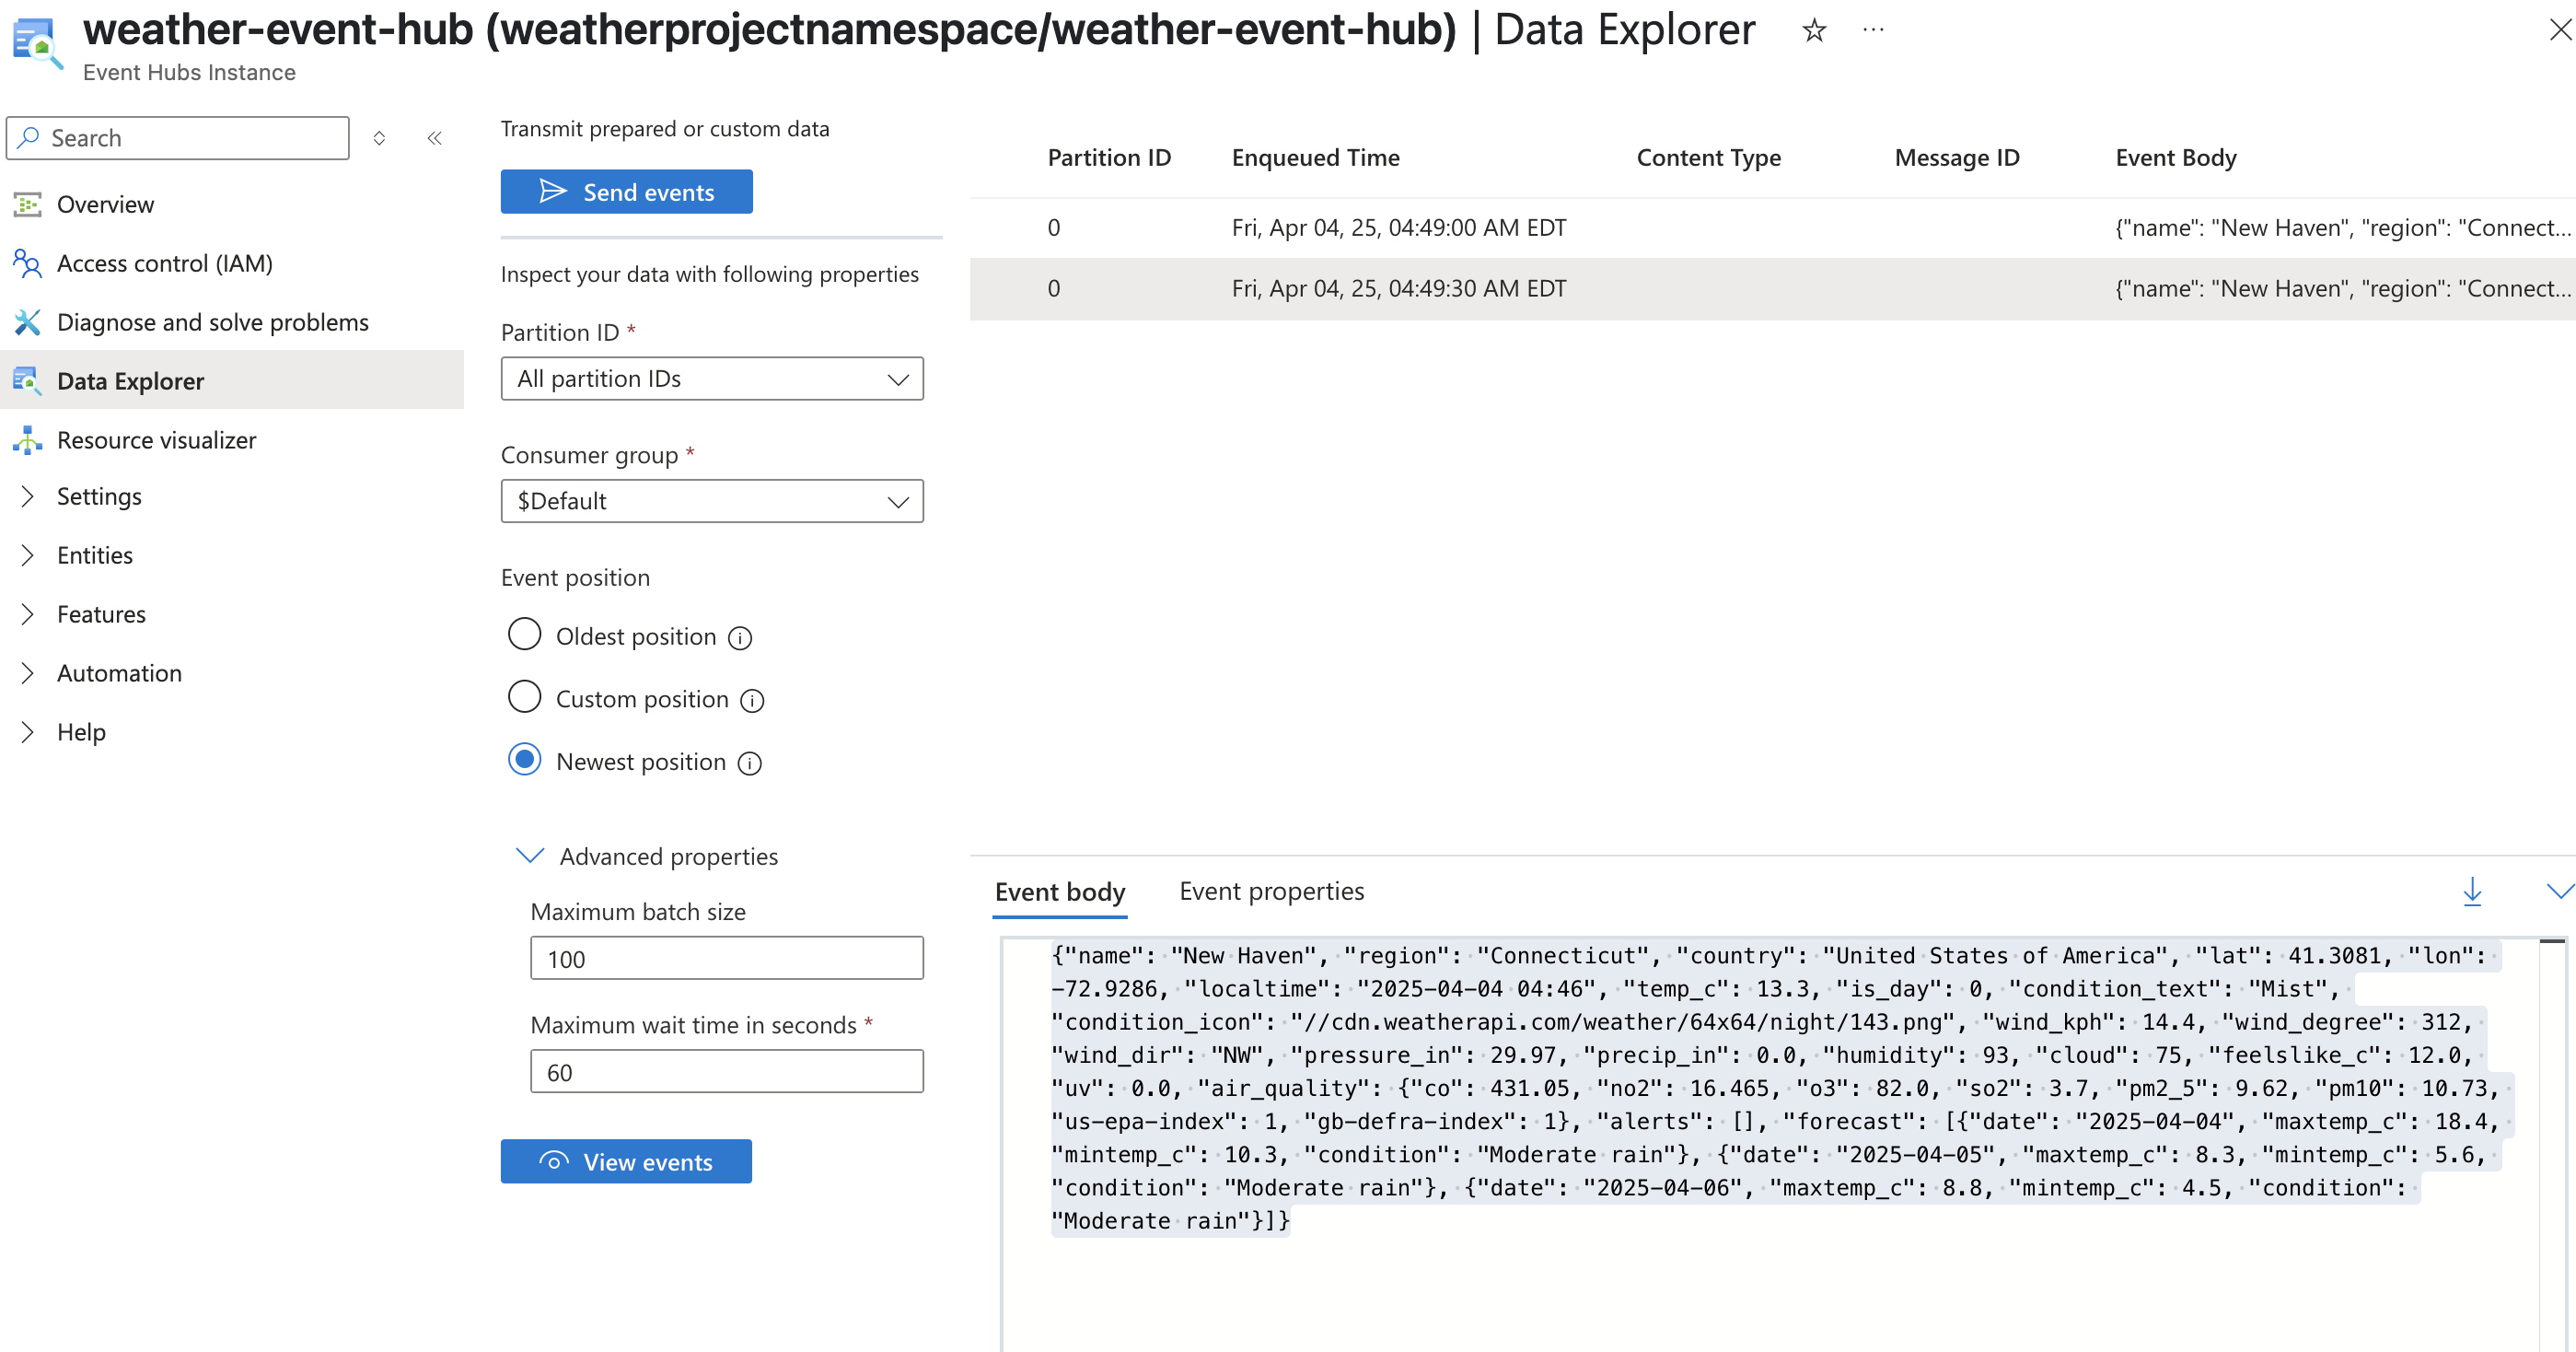 weather-event-hub (weatherprojectnamespace/weather-event-hub) | Data Explorer
Event Hubs Instance
Search
Overview
Access control (IAM)
Diagnose and solve problems
Data Explorer
Resource visualizer
Settings
Entities
Features
Automation
Help
Transmit prepared or custom data
Send events
Inspect your data with following properties
Partition ID *
All partition IDs
Consumer group *
$Default
Event position
Oldest position
Custom position
Newest position
Advanced properties
Maximum batch size
100
Maximum wait time in seconds *
60
View events
Partition ID Enqueued Time Content Type Message ID Event Body
0 Fri, Apr 04, 25, 04:49:00 AM EDT {"name": "New Haven", "region": "Connect...
0 Fri, Apr 04, 25, 04:49:30 AM EDT {"name": "New Haven", "region": "Connect...
Event body Event properties
{"name": "New Haven", "region": "Connecticut", "country": "United States of America", "lat": 41.3081, "lon":
-72.9286, "localtime": "2025-04-04 04:46", "temp_c": 13.3, "is_day": 0, "condition_text": "Mist",
"condition_icon": "//cdn.weatherapi.com/weather/64x64/night/143.png", "wind_kph": 14.4, "wind_degree": 312,
"wind_dir": "NW", "pressure_in": 29.97, "precip_in": 0.0, "humidity": 93, "cloud": 75, "feelslike_c": 12.0,
"uv": 0.0, "air_quality": {"co": 431.05, "no2": 16.465, "o3": 82.0, "so2": 3.7, "pm2_5": 9.62, "pm10": 10.73,
"us-epa-index": 1, "gb-defra-index": 1}, "alerts": [], "forecast": [{"date": "2025-04-04", "maxtemp_c": 18.4,
"mintemp_c": 10.3, "condition": "Moderate rain"}, {"date": "2025-04-05", "maxtemp_c": 8.3, "mintemp_c": 5.6,
"condition": "Moderate rain"}, {"date": "2025-04-06", "maxtemp_c": 8.8, "mintemp_c": 4.5, "condition":
"Moderate rain"}]}